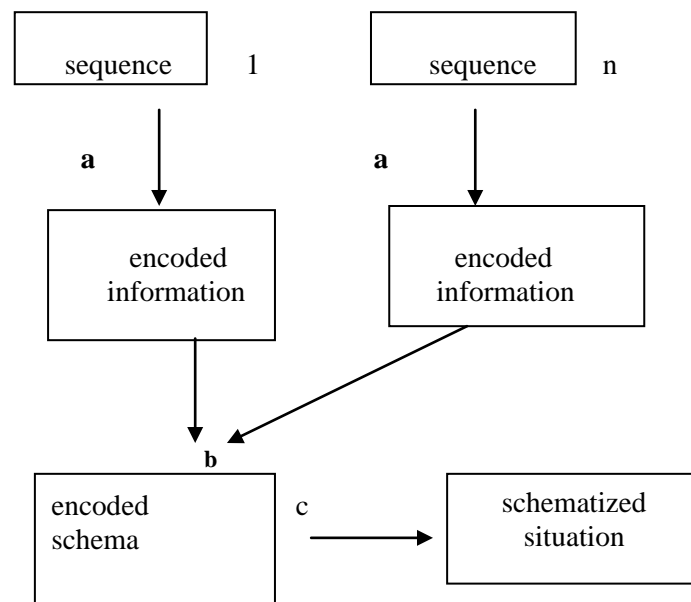 sequence 1 sequence n
a a
encoded information
encoded information
b
encoded
schema
c
schematized
situation